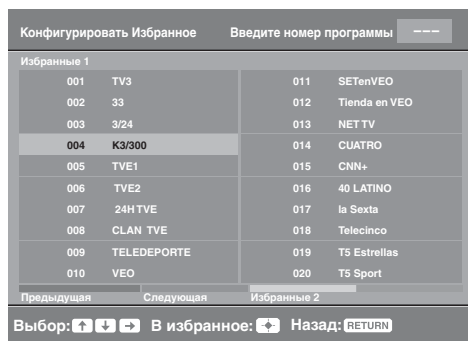 Конфигурировать Избранное Введите номер программы ---
Избранные 1
001 TV3 011 SETenVEO
002 33 012 Tienda en VEO
003 3/24 013 NET TV
004 K3/300 014 CUATRO
005 TVE1 015 CNN+
006 TVE2 016 40 LATINO
007 24H TVE 017 la Sexta
008 CLAN TVE 018 Telecinco
009 TELEDEPORTE 019 T5 Estrellas
010 VEO 020 T5 Sport
Предыдущая Следующая Избранные 2
Выбор: ↑ ↓ → В избранное: Назад: RETURN